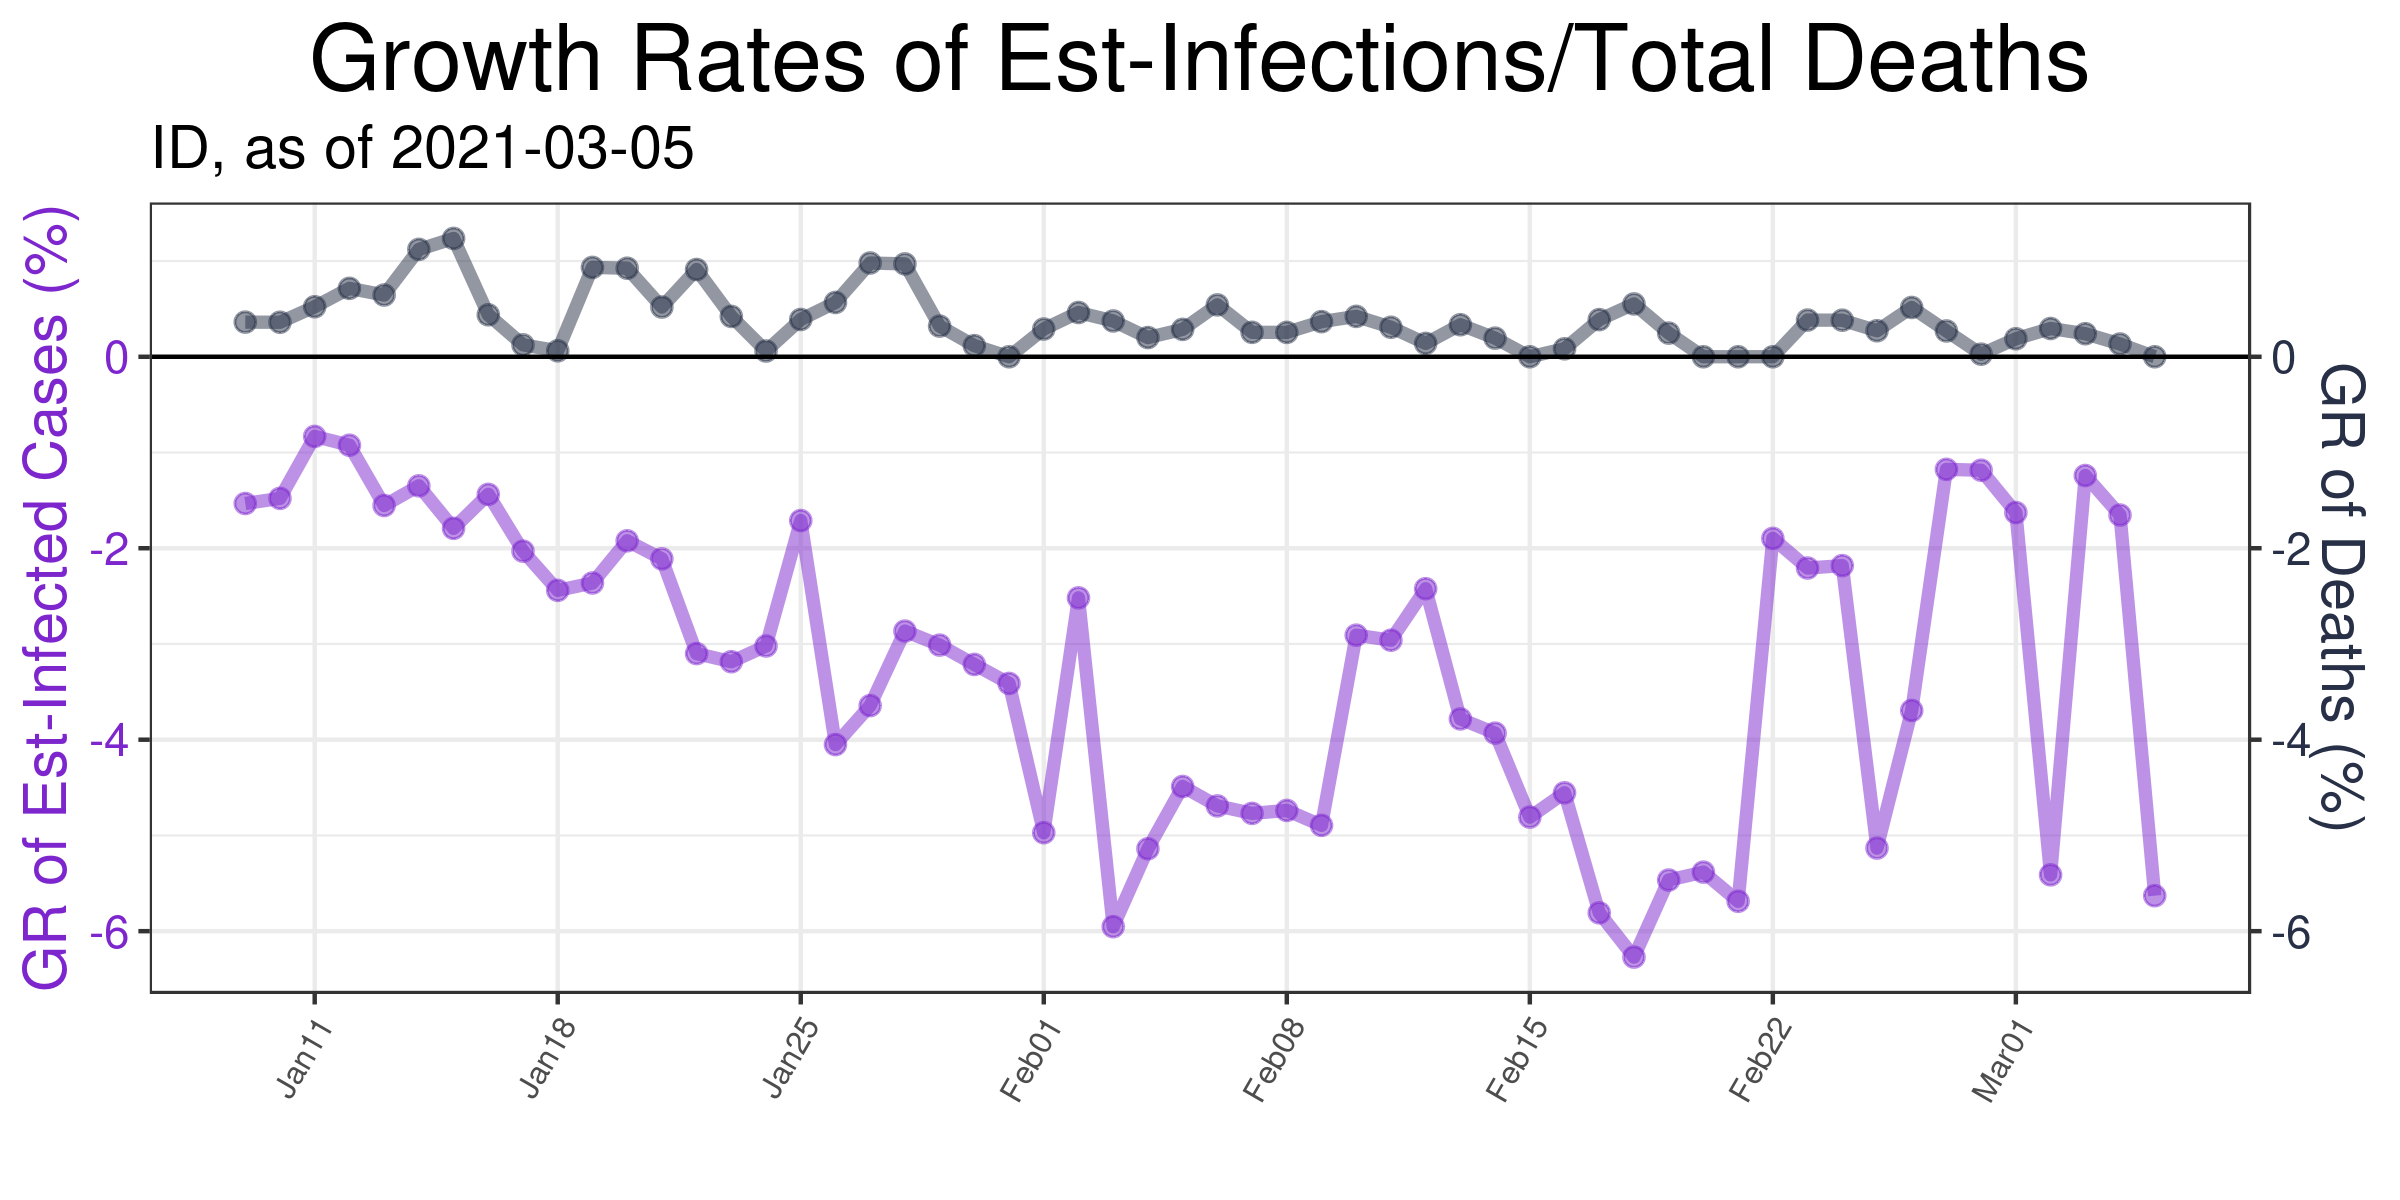 Growth Rates of Est-Infections/Total Deaths
ID, as of 2021-03-05
GR of Est-Infected Cases (%)
0
-2
-4
-6
0
-2
-4
-6
GR of Deaths (%)
Jan11
Jan18
Jan25
Feb01
Feb08
Feb15
Feb22
Mar01